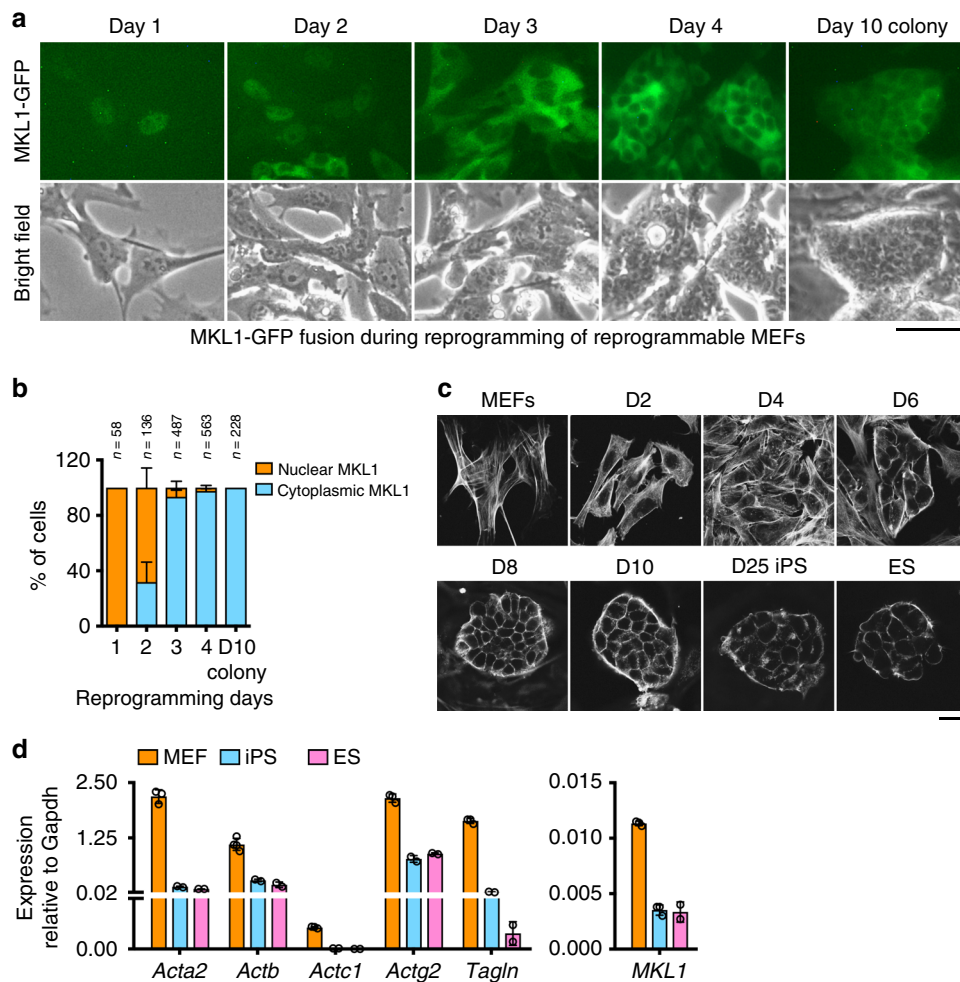 a
Day 1 Day 2 Day 3 Day 4 Day 10 colony
MKL1-GFP
Bright field
MKL1-GFP fusion during reprogramming of reprogrammable MEFs
b
n = 58 n = 136 n = 487 n = 563 n = 228
120
80
40
0
% of cells
Nuclear MKL1
Cytoplasmic MKL1
1 2 3 4 D10
colony
Reprogramming days
c
MEFs D2 D4 D6
D8 D10 D25 iPS ES
d
MEF iPS ES
Expression
relative to Gapdh
2.50
1.25
0.02
0.02
0.00
Acta2 Actb Actc1 Actg2 Tagln
0.015
0.010
0.005
0.000
MKL1